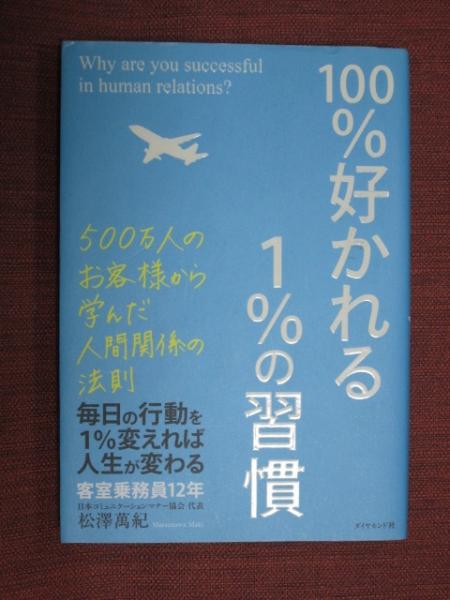 Why are you successful
in human relations?
100%好かれる
1%の習慣
500万人の
お客様から
学んだ
人間関係の
法則
毎日の行動を
1%変えれば
人生が変わる
客室乗務員12年
日本コミュニケーションマナー協会 代表
松澤萬紀 Matsuzawa Maki
ダイヤモンド社